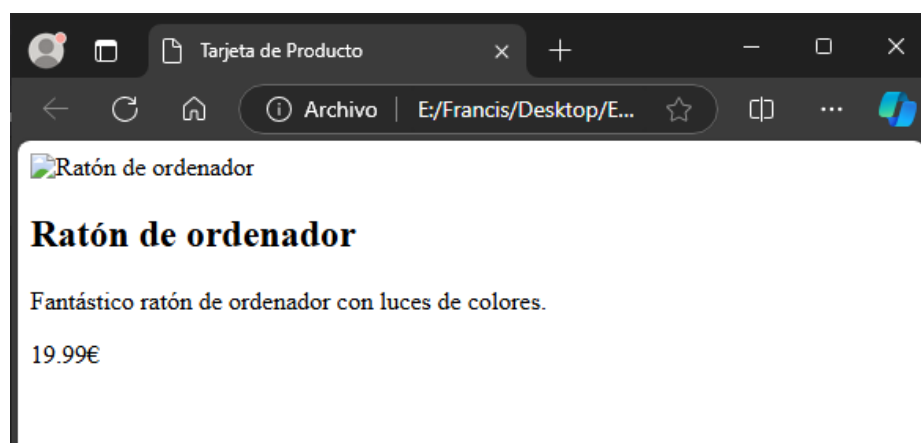 Tarjeta de Producto
Archivo E:/Francis/Desktop/E...
Ratón de ordenador
Ratón de ordenador
Fantástico ratón de ordenador con luces de colores.
19.99€